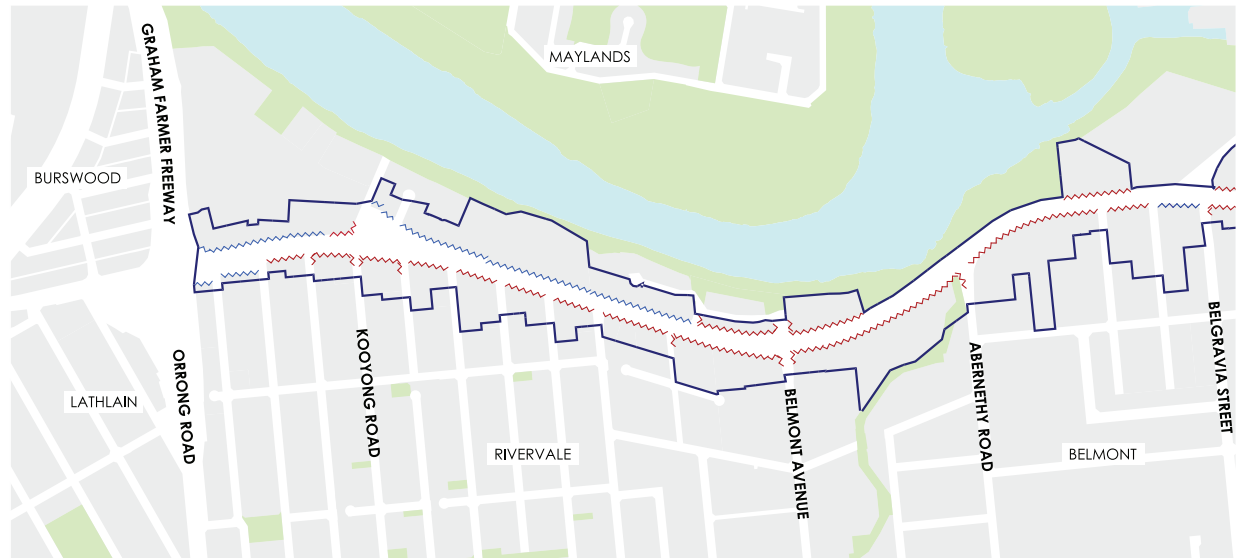 MAYLANDS
GRAHAM FARMER FREEWAY
BURSWOOD
ORRONG ROAD
KOOYONG ROAD
LATHLAIN
RIVERVALE
BELMONT AVENUE
ABERNETHY ROAD
BELMONT
BELGRAVIA STREET